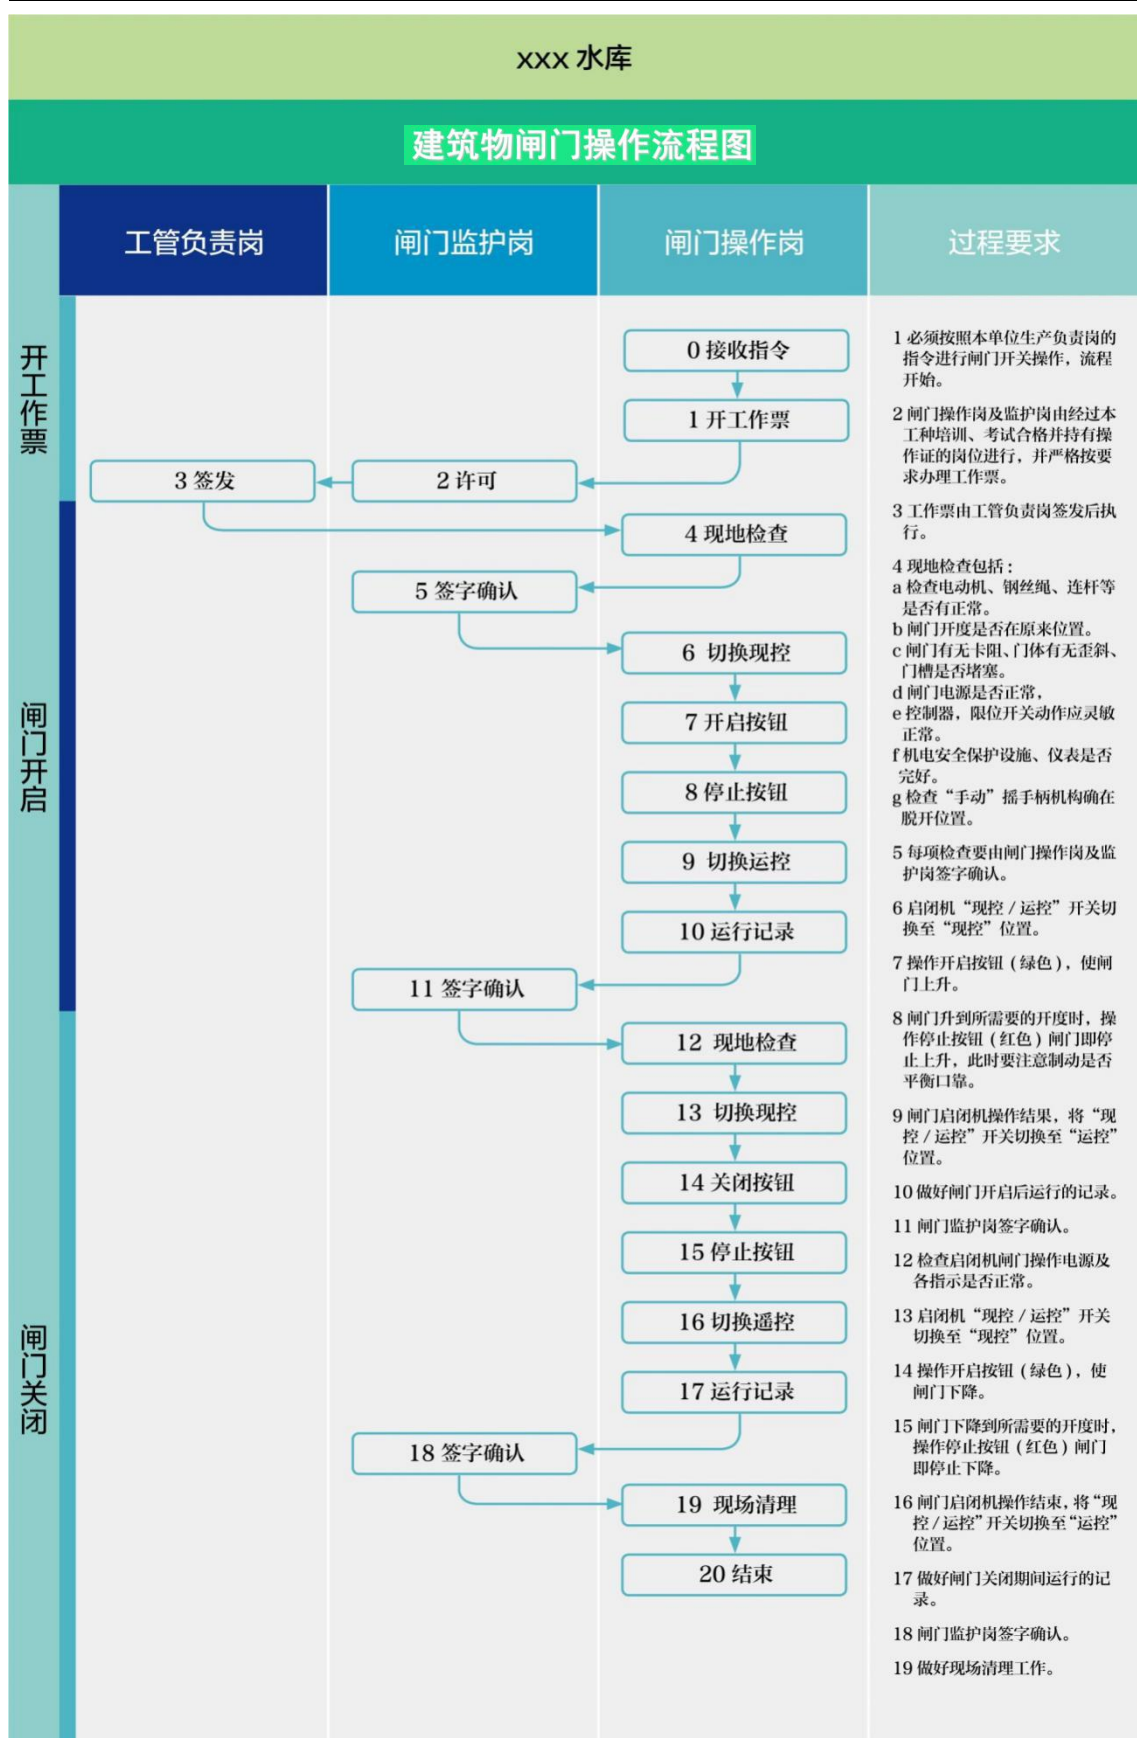 xxx 水库
建筑物闸门操作流程图
工管负责岗
闸门监护岗
闸门操作岗
过程要求
开工作票
0 接收指令
1 开工作票
2 许可
3 签发
闸门开启
4 现地检查
5 签字确认
6 切换现控
7 开启按钮
8 停止按钮
9 切换运控
10 运行记录
11 签字确认
闸门关闭
12 现地检查
13 切换现控
14 关闭按钮
15 停止按钮
16 切换遥控
17 运行记录
18 签字确认
19 现场清理
20 结束
1 必须按照本单位生产负责岗的
指令进行闸门开关操作，流程
开始。
2 闸门操作岗及监护岗由经过本
工种培训、考试合格并持有操
作证的岗位进行，并严格按要
求办理工作票。
3 工作票由工管负责岗签发后执
行。
4 现地检查包括：
a 检查电动机、钢丝绳、连杆等
是否有正常。
b 闸门开度是否在原来位置。
c 闸门有无卡阻、门体有无歪斜、
门槽是否堵塞。
d 闸门电源是否正常，
e 控制器，限位开关动作应灵敏
正常。
f 机电安全保护设施、仪表是否
完好。
g 检查“手动”摇手柄机构确在
脱开位置。
5 每项检查要由闸门操作岗及监
护岗签字确认。
6 启闭机“现控 / 运控”开关切
换至“现控”位置。
7 操作开启按钮（绿色），使闸
门上升。
8 闸门升到所需要的开度时，操
作停止按钮（红色）闸门即停
止上升，此时要注意制动是否
平衡口靠。
9 闸门启闭机操作结果，将“现
控 / 运控”开关切换至“运控”
位置。
10 做好闸门开启后运行的记录。
11 闸门监护岗签字确认。
12 检查启闭机闸门操作电源及
各指示是否正常。
13 启闭机“现控 / 运控”开关
切换至“现控”位置。
14 操作开启按钮（绿色），使
闸门下降。
15 闸门下降到所需要的开度时，
操作停止按钮（红色）闸门
即停止下降。
16 闸门启闭机操作结束，将“现
控 / 运控”开关切换至“运控”
位置。
17 做好闸门关闭期间运行的记
录。
18 闸门监护岗签字确认。
19 做好现场清理工作。